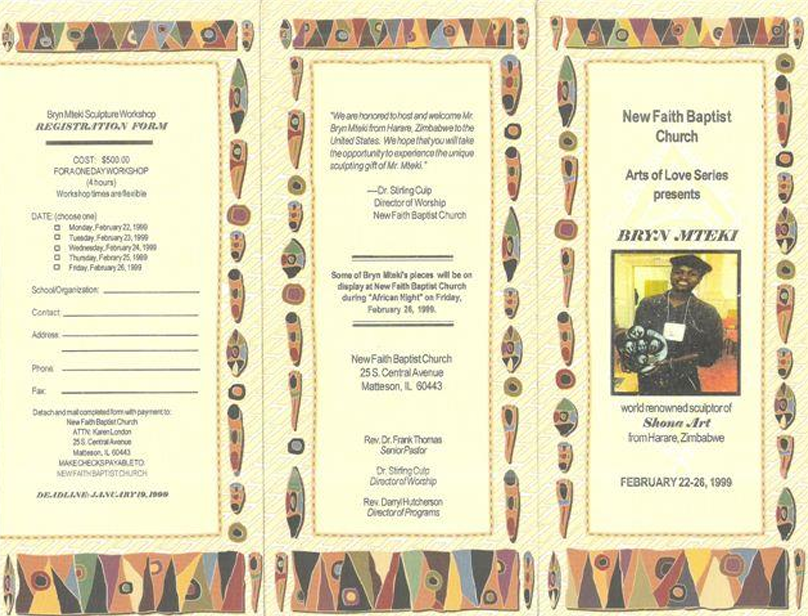 Bryn Mteki Sculpture Workshop
REGISTRATION FORM
COST: $500.00
FOR A ONE DAY WORKSHOP
(4 hours)
Workshop times are flexible
DATE: (choose one)
Monday, February 22, 1999
Tuesday, February 23, 1999
Wednesday, February 24, 1999
Thursday, February 25, 1999
Friday, February 26, 1999
School/Organization:
Contact:
Address:
Phone:
Fax:
Detach and mail completed form with payment to:
New Faith Baptist Church
ATTN: Karen London
25 S. Central Avenue
Matteson, IL 60443
MAKE CHECKS PAYABLE TO:
NEW FAITH BAPTIST CHURCH
DEADLINE: JANUARY 19, 1999
"We are honored to host and welcome Mr.
Bryn Mteki from Harare, Zimbabwe to the
United States. We hope that you will take
the opportunity to experience the unique
sculpting gift of Mr. Mteki."
—Dr. Stirling Culp
Director of Worship
New Faith Baptist Church
Some of Bryn Mteki's pieces will be on
display at New Faith Baptist Church
during "African Night" on Friday,
February 26, 1999.
New Faith Baptist Church
25 S. Central Avenue
Matteson, IL 60443
Rev. Dr. Frank Thomas
Senior Pastor
Dr. Stirling Culp
Director of Worship
Rev. Darryl Hutcherson
Director of Programs
New Faith Baptist
Church
Arts of Love Series
presents
BRYN MTEKI
world renowned sculptor of
Shona Art
from Harare, Zimbabwe
FEBRUARY 22-26, 1999